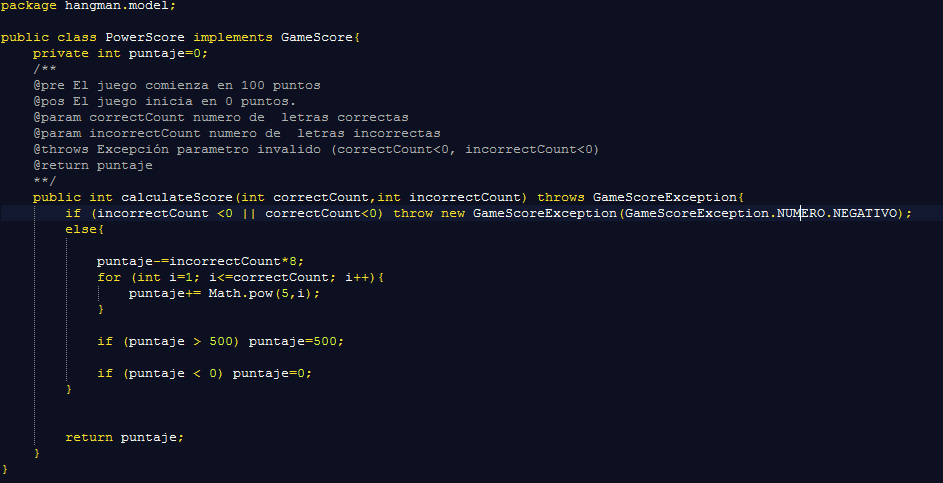 package hangman.model;
public class PowerScore implements GameScore{
private int puntaje=0;
/**
@pre El juego comienza en 100 puntos
@pos El juego inicia en 0 puntos.
@param correctCount numero de  letras correctas
@param incorrectCount numero de  letras incorrectas
@throws Excepción parametro invalido (correctCount<0, incorrectCount<0)
@return puntaje
**/
public int calculateScore(int correctCount,int incorrectCount) throws GameScoreException{
if (incorrectCount <0 || correctCount<0) throw new GameScoreException(GameScoreException.NUMERO.NEGATIVO);
else{
puntaje-=incorrectCount*8;
for (int i=1; i<=correctCount; i++){
puntaje+= Math.pow(5,i);
}
if (puntaje > 500) puntaje=500;
if (puntaje < 0) puntaje=0;
}
return puntaje;
}
}